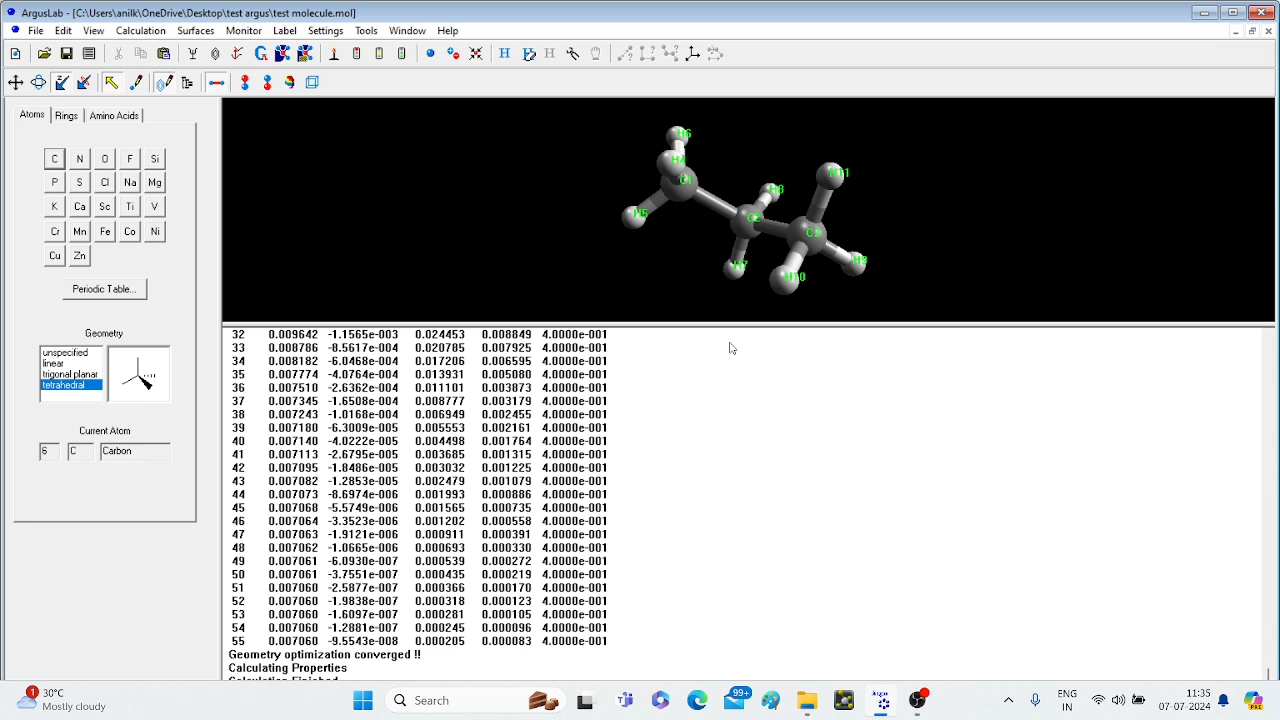 ArgusLab - [C:\Users\anilk\OneDrive\Desktop\test argus\test molecule.mol]
File Edit View Calculation Surfaces Monitor Label Settings Tools Window Help
Atoms Rings Amino Acids
C N O F Si
P S Cl Na Mg
K Ca Sc Ti V
Cr Mn Fe Co Ni
Cu Zn
Periodic Table...
Geometry
unspecified
linear
trigonal planar
tetrahedral
Current Atom
6 C Carbon
H6
H4
C1
H5
H11
H8
C2
C3
H7
H9
H10
32 0.009642 -1.1565e-003 0.024453 0.008849 4.0000e-001
33 0.008786 -8.5617e-004 0.020785 0.007925 4.0000e-001
34 0.008182 -6.0468e-004 0.017206 0.006595 4.0000e-001
35 0.007774 -4.0764e-004 0.013931 0.005080 4.0000e-001
36 0.007510 -2.6362e-004 0.011101 0.003873 4.0000e-001
37 0.007345 -1.6508e-004 0.008777 0.003179 4.0000e-001
38 0.007243 -1.0168e-004 0.006949 0.002455 4.0000e-001
39 0.007180 -6.3009e-005 0.005553 0.002161 4.0000e-001
40 0.007140 -4.0222e-005 0.004498 0.001764 4.0000e-001
41 0.007113 -2.6795e-005 0.003685 0.001315 4.0000e-001
42 0.007095 -1.8486e-005 0.003032 0.001225 4.0000e-001
43 0.007082 -1.2853e-005 0.002479 0.001079 4.0000e-001
44 0.007073 -8.6974e-006 0.001993 0.000886 4.0000e-001
45 0.007068 -5.5749e-006 0.001565 0.000735 4.0000e-001
46 0.007064 -3.3523e-006 0.001202 0.000558 4.0000e-001
47 0.007063 -1.9121e-006 0.000911 0.000391 4.0000e-001
48 0.007062 -1.0665e-006 0.000693 0.000330 4.0000e-001
49 0.007061 -6.0930e-007 0.000539 0.000272 4.0000e-001
50 0.007061 -3.7551e-007 0.000435 0.000219 4.0000e-001
51 0.007060 -2.5877e-007 0.000366 0.000170 4.0000e-001
52 0.007060 -1.9838e-007 0.000318 0.000123 4.0000e-001
53 0.007060 -1.6097e-007 0.000281 0.000105 4.0000e-001
54 0.007060 -1.2881e-007 0.000245 0.000096 4.0000e-001
55 0.007060 -9.5543e-008 0.000205 0.000083 4.0000e-001
Geometry optimization converged !!
Calculating Properties
Calculation Finished
1 30°C
Mostly cloudy
Search
99+
ENG
IN
11:35
07-07-2024